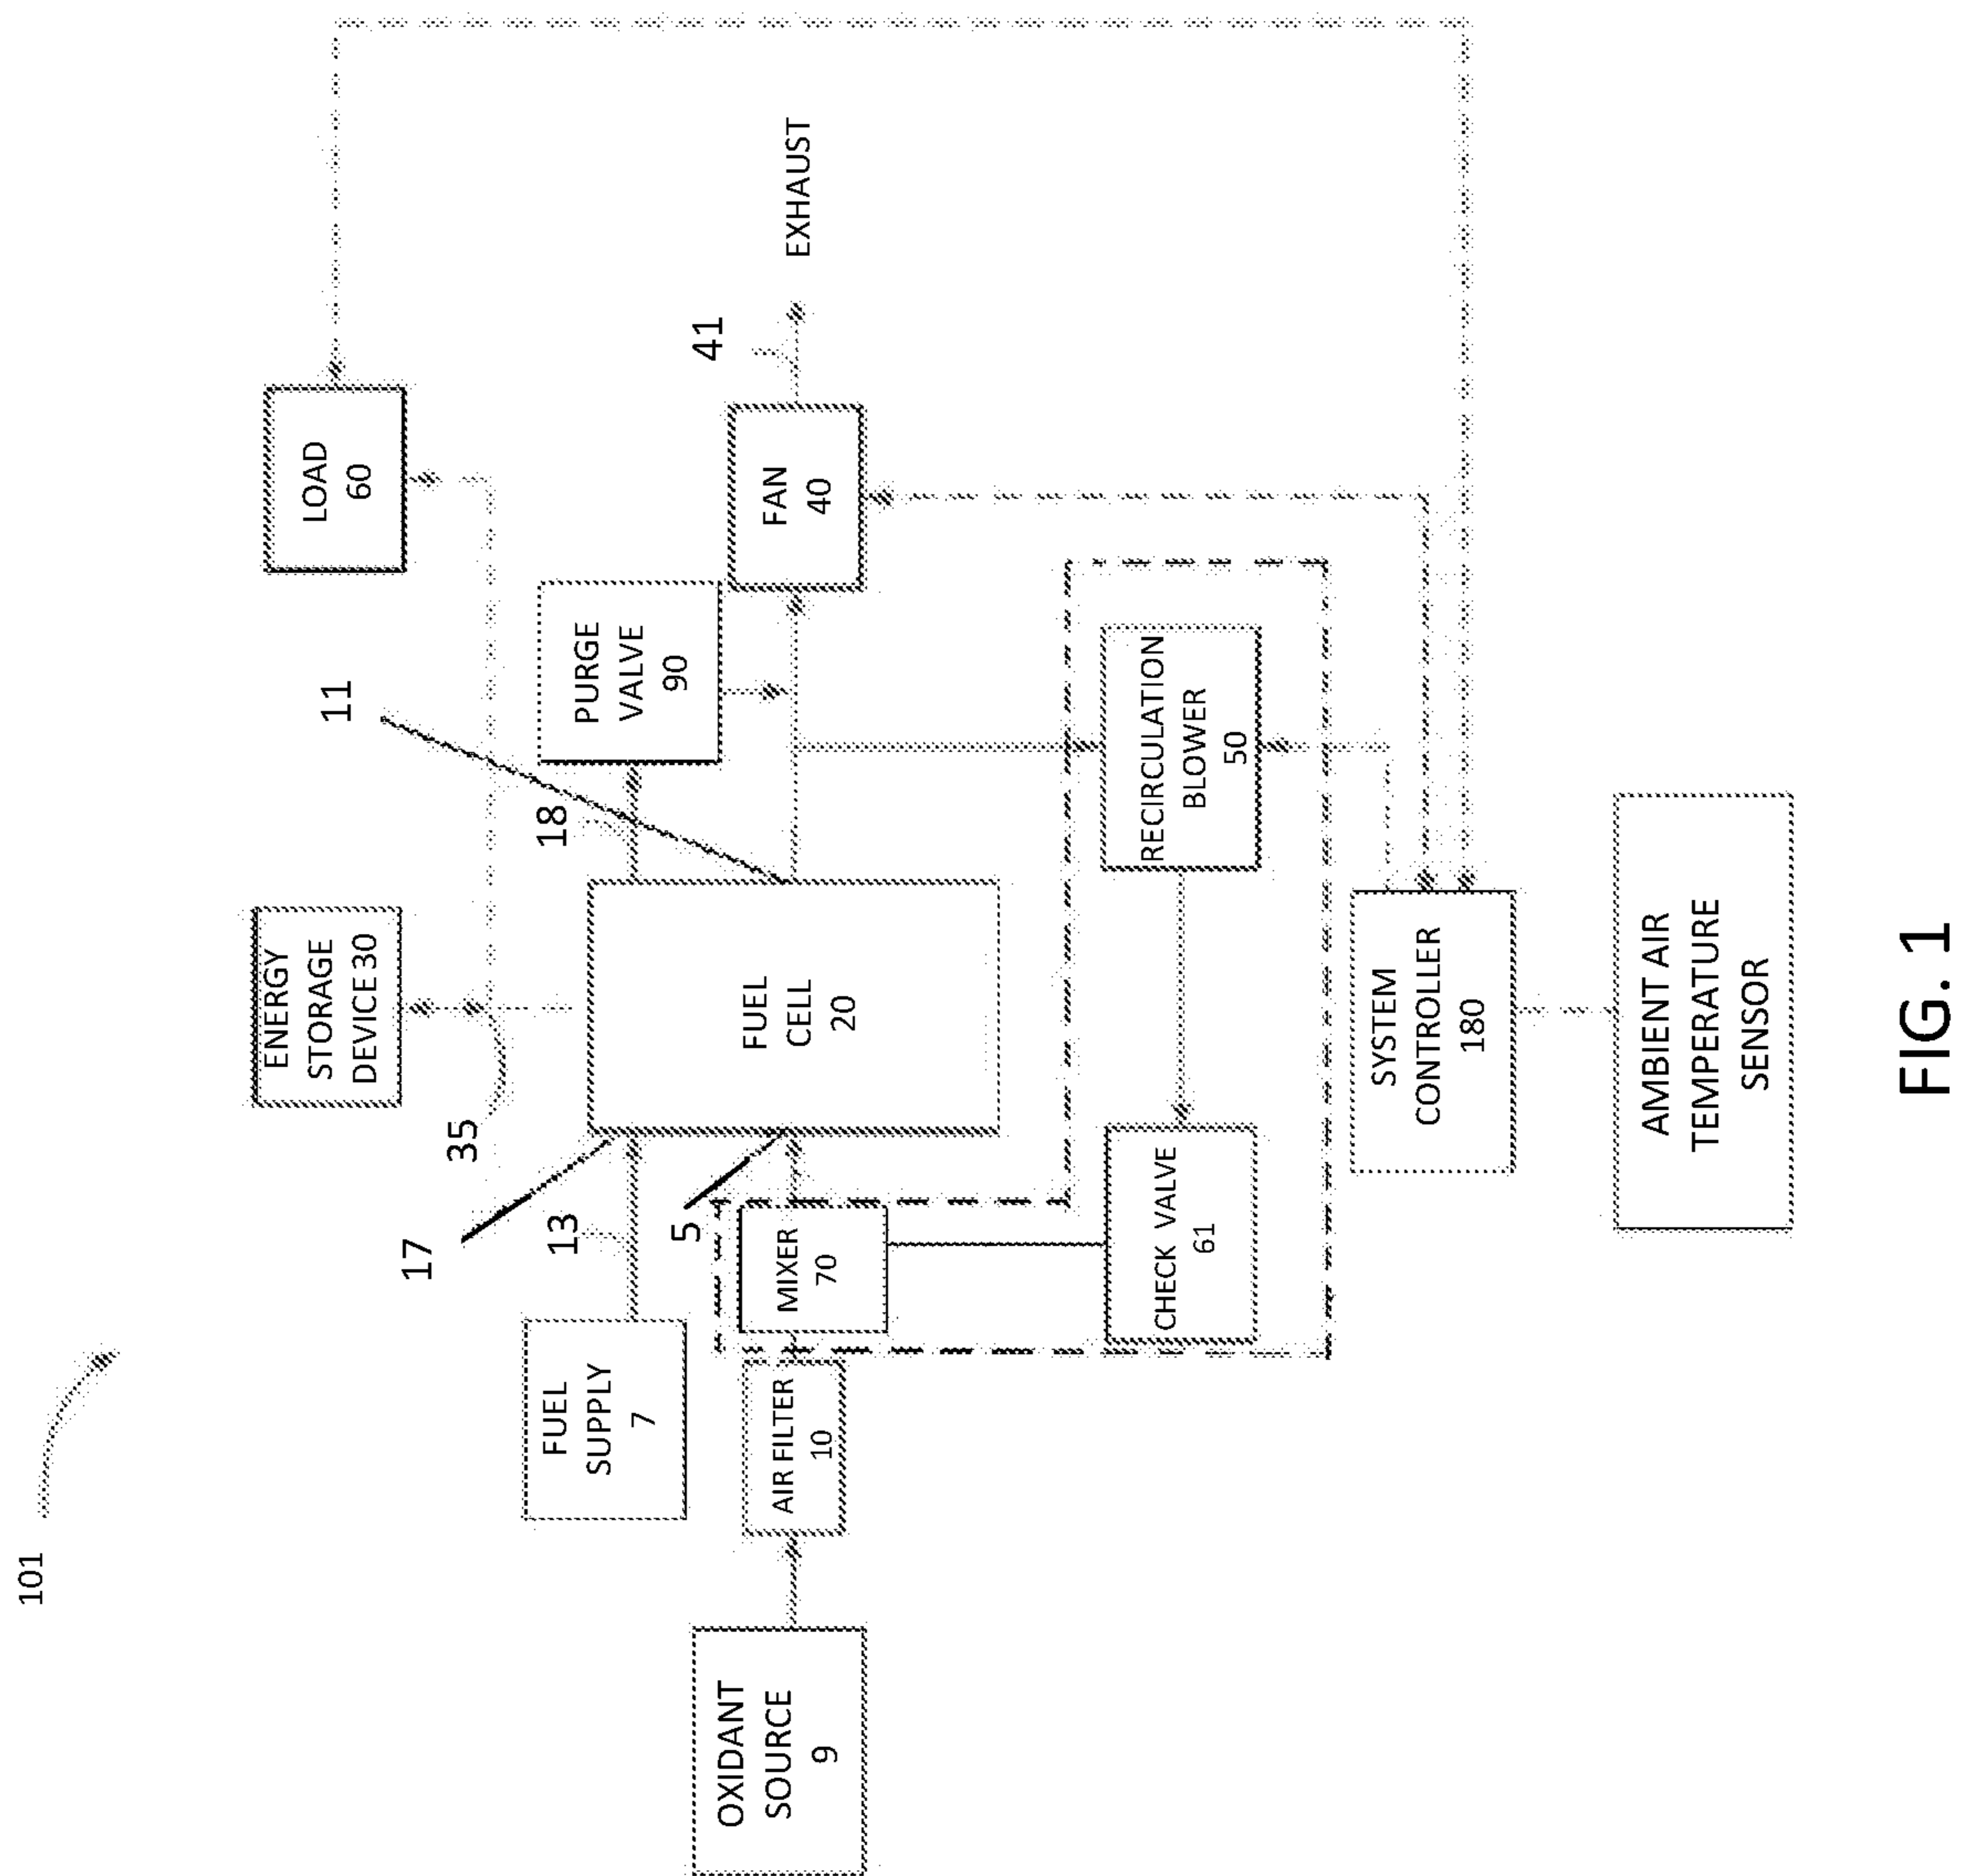 101
ENERGY
STORAGE
DEVICE 30
LOAD
60
35
11
17
18
13
5
41
FUEL
SUPPLY
7
PURGE
VALVE
90
OXIDANT
SOURCE
9
AIR FILTER
10
MIXER
70
FUEL
CELL
20
FAN
40
EXHAUST
CHECK VALVE
61
RECIRCULATION
BLOWER
50
SYSTEM
CONTROLLER
180
AMBIENT AIR
TEMPERATURE
SENSOR
FIG. 1